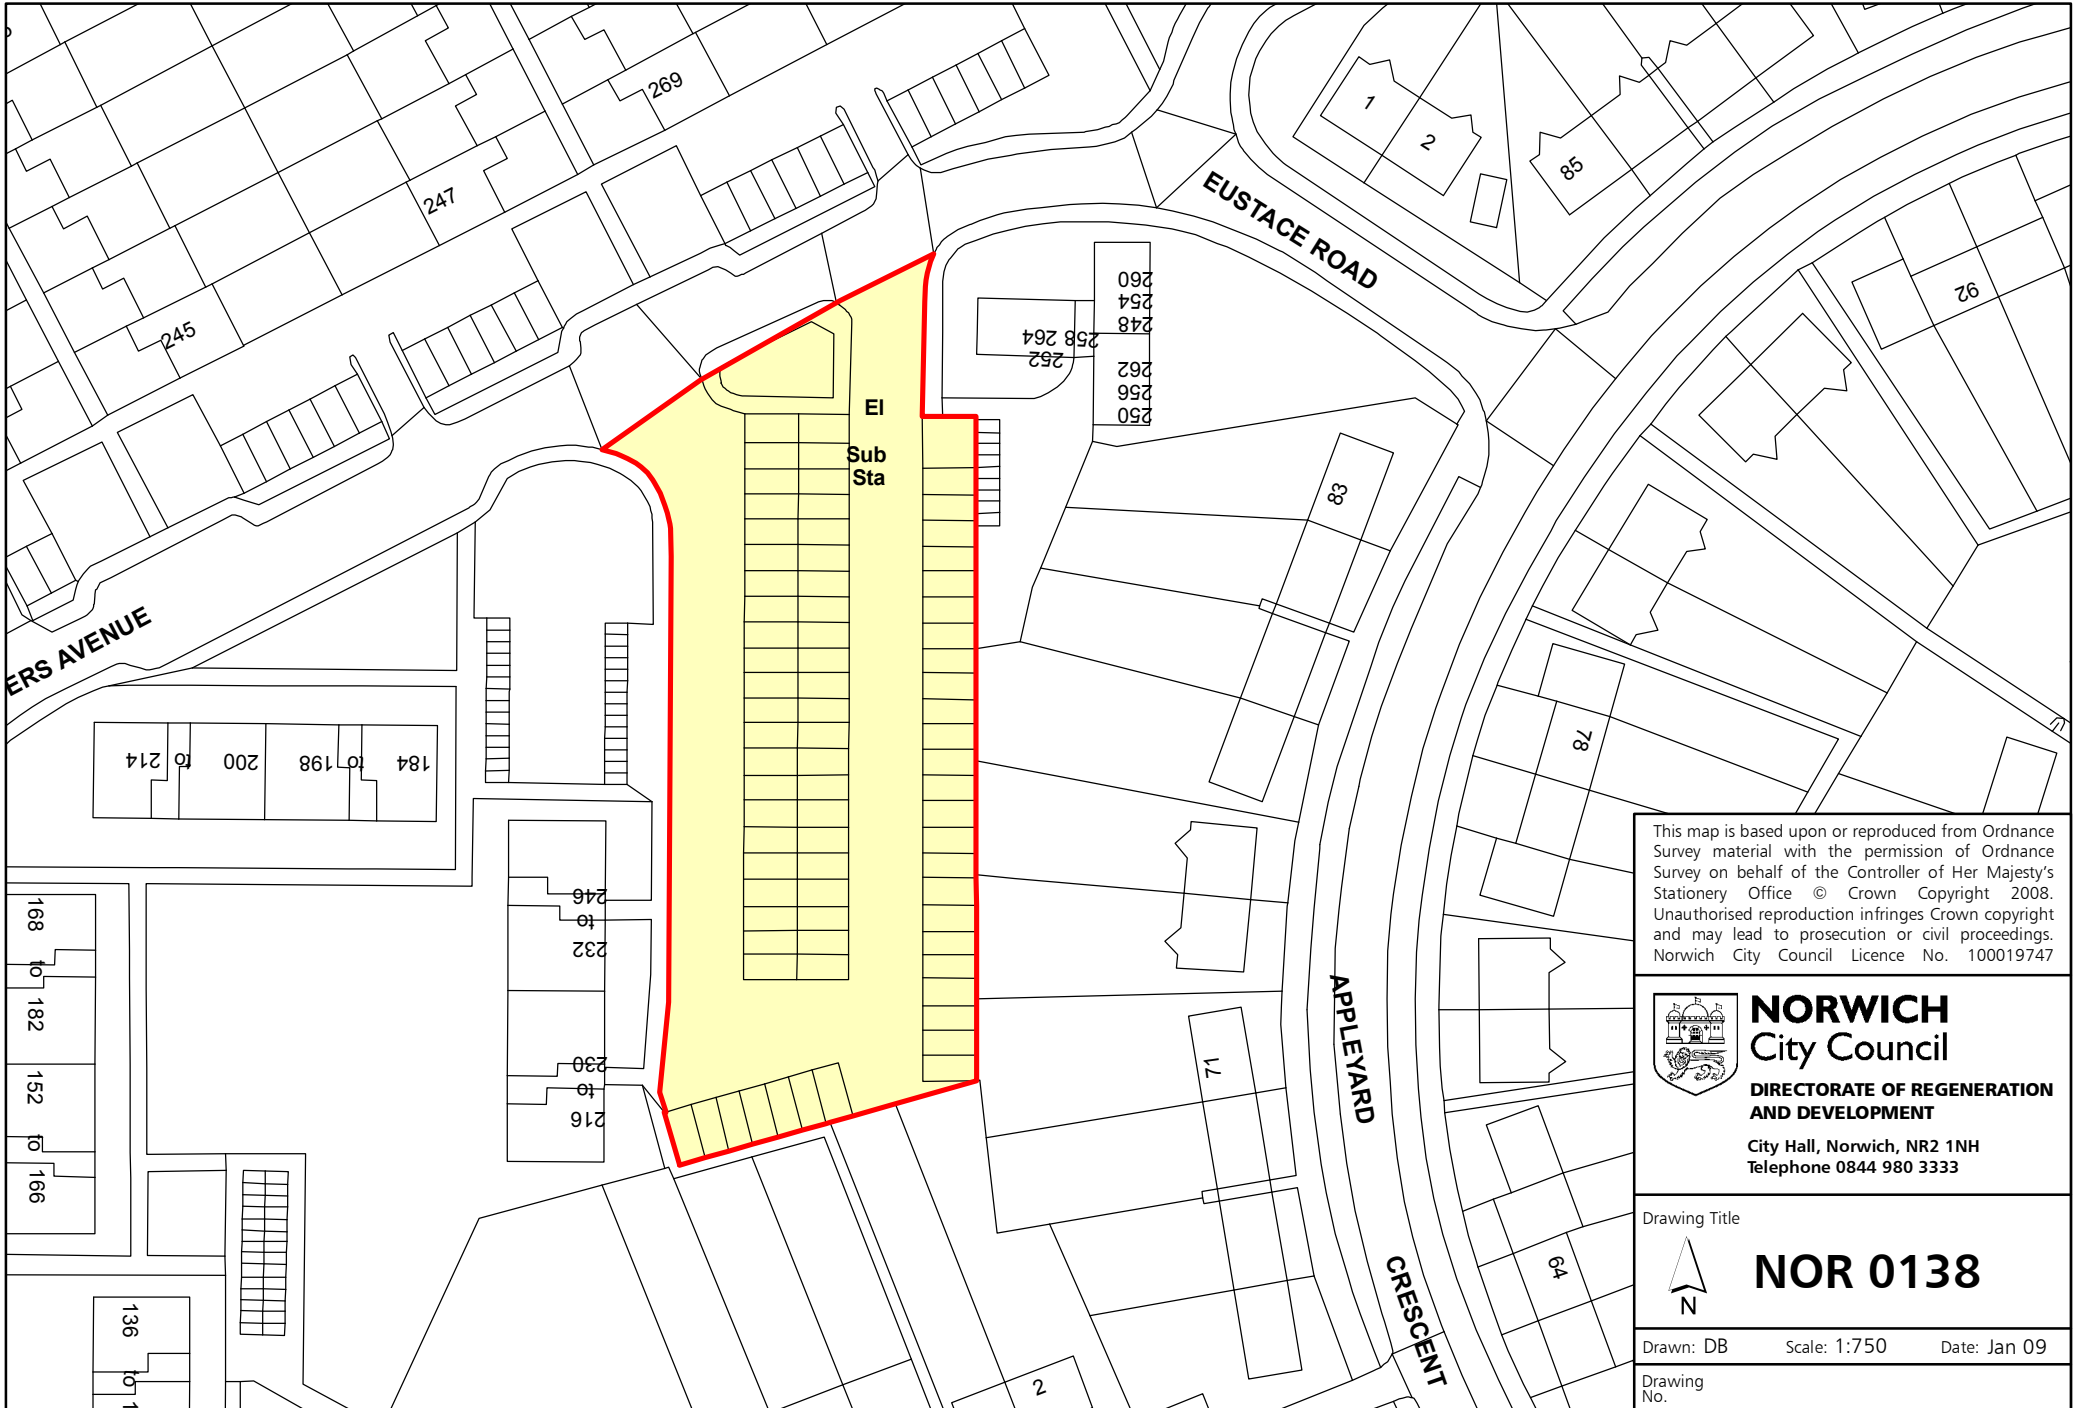 269
247
245
1
2
85
EUSTACE ROAD
92
260
254
248
258 264
252
262
256
250
El
Sub
Sta
83
ERS AVENUE
214 to 200
198 to 184
78
246
to
232
230
to
216
168 to 182
152 to 166
136 to
71
APPLEYARD
CRESCENT
64
2
This map is based upon or reproduced from Ordnance
Survey material with the permission of Ordnance
Survey on behalf of the Controller of Her Majesty's
Stationery Office © Crown Copyright 2008.
Unauthorised reproduction infringes Crown copyright
and may lead to prosecution or civil proceedings.
Norwich City Council Licence No. 100019747
NORWICH
City Council
DIRECTORATE OF REGENERATION
AND DEVELOPMENT
City Hall, Norwich, NR2 1NH
Telephone 0844 980 3333
Drawing Title
N
NOR 0138
Drawn: DB Scale: 1:750 Date: Jan 09
Drawing
No.